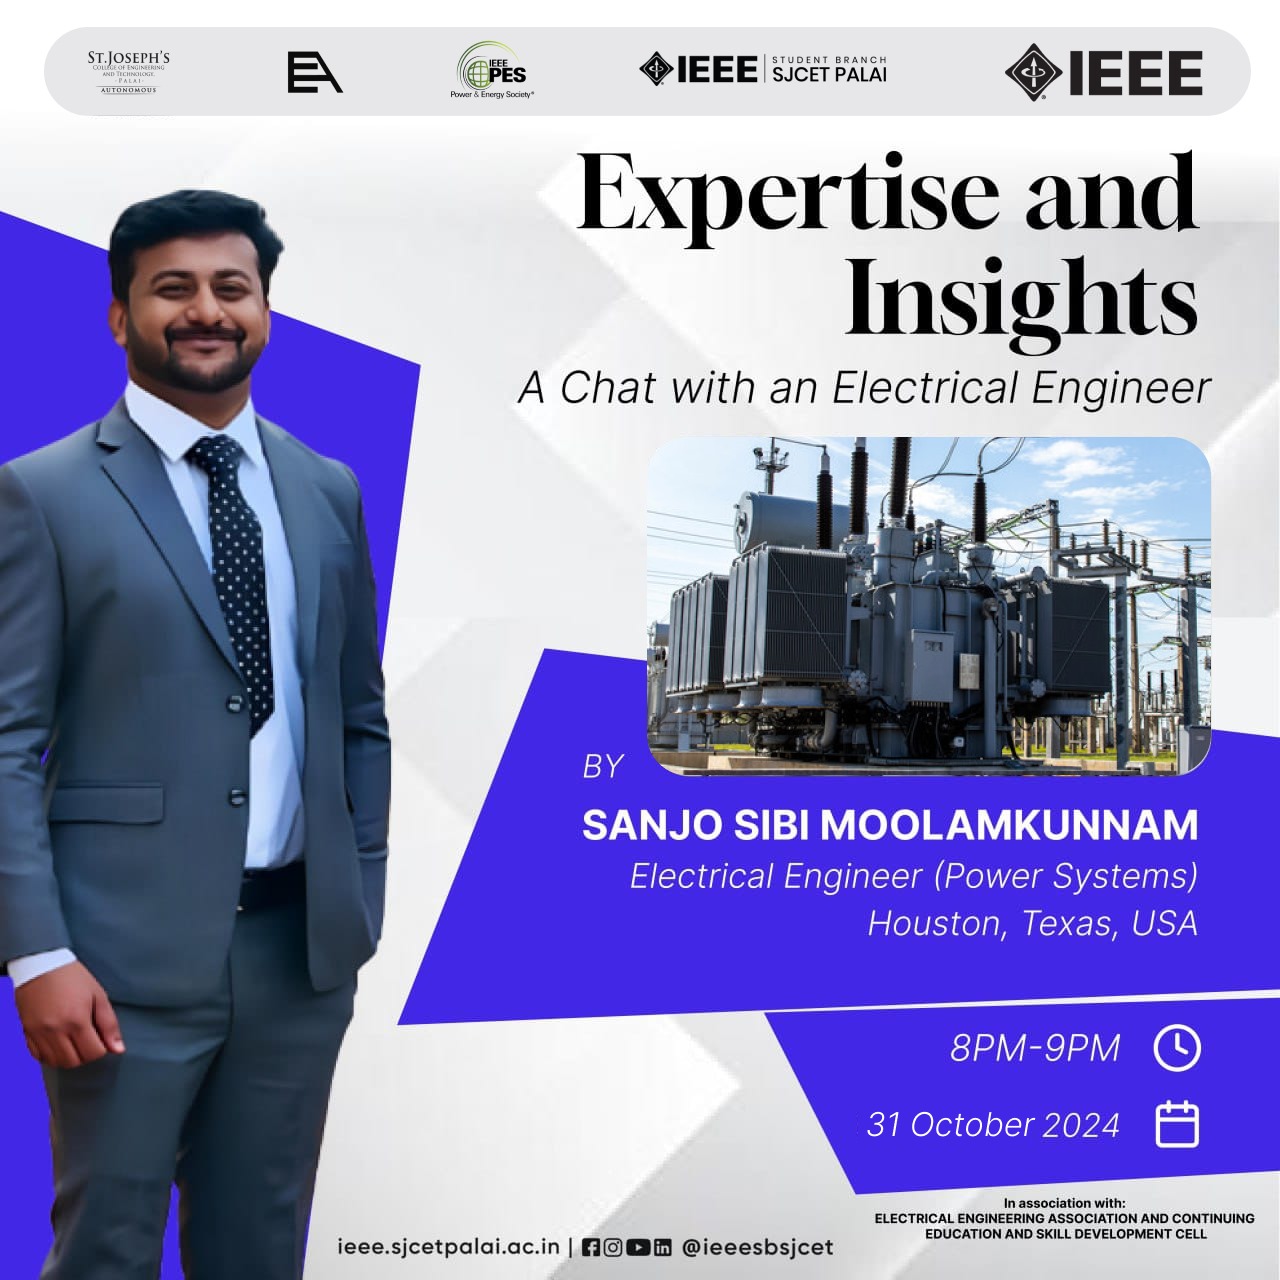 ST.JOSEPH'S
COLLEGE OF ENGINEERING
AND TECHNOLOGY
- PALAI -
AUTONOMOUS
EA
IEEE
PES
Power & Energy Society®
IEEE
STUDENT BRANCH
SJCET PALAI
IEEE
Expertise and
Insights
A Chat with an Electrical Engineer
BY
SANJO SIBI MOOLAMKUNNAM
Electrical Engineer (Power Systems)
Houston, Texas, USA
8PM-9PM
31 October 2024
In association with:
ELECTRICAL ENGINEERING ASSOCIATION AND CONTINUING
EDUCATION AND SKILL DEVELOPMENT CELL
ieee.sjcetpalai.ac.in | @ieeesbsjcet